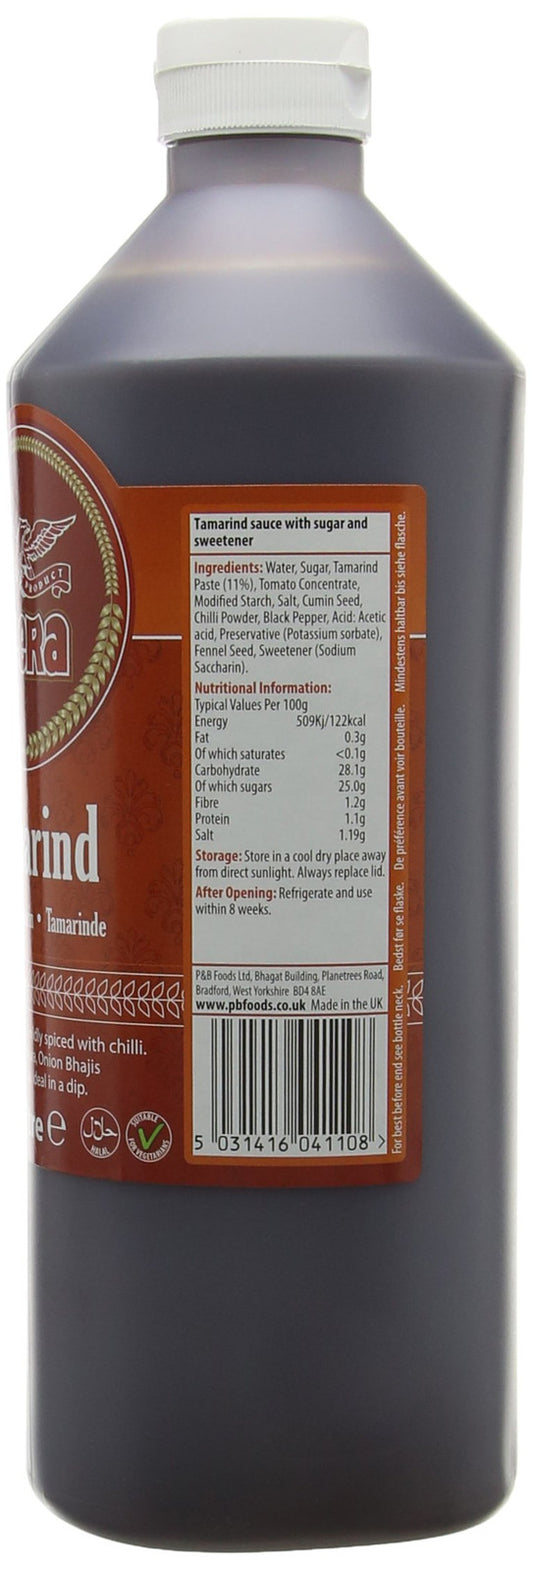 PRODUCT
arind
Tamarinde
spiced with chilli.
Onion Bhajis
in a dip.
e
حلال
HALAL
SUITABLE
FOR VEGETARIANS
Tamarind sauce with sugar and
sweetener
Ingredients: Water, Sugar, Tamarind
Paste (11%), Tomato Concentrate,
Modified Starch, Salt, Cumin Seed,
Chilli Powder, Black Pepper, Acid: Acetic
acid, Preservative (Potassium sorbate),
Fennel Seed, Sweetener (Sodium
Saccharin).
Nutritional Information:
Typical Values Per 100g
Energy 509Kj/122kcal
Fat 0.3g
Of which saturates <0.1g
Carbohydrate 28.1g
Of which sugars 25.0g
Fibre 1.2g
Protein 1.1g
Salt 1.19g
Storage: Store in a cool dry place away
from direct sunlight. Always replace lid.
After Opening: Refrigerate and use
within 8 weeks.
P&B Foods Ltd, Bhagat Building, Planetrees Road,
Bradford, West Yorkshire BD4 8AE
www.pbfoods.co.uk Made in the UK
5 031416 041108 >
For best before end see bottle neck. Bedst før se flaske. De préférence avant voir bouteille. Mindestens haltbar bis siehe flasche.